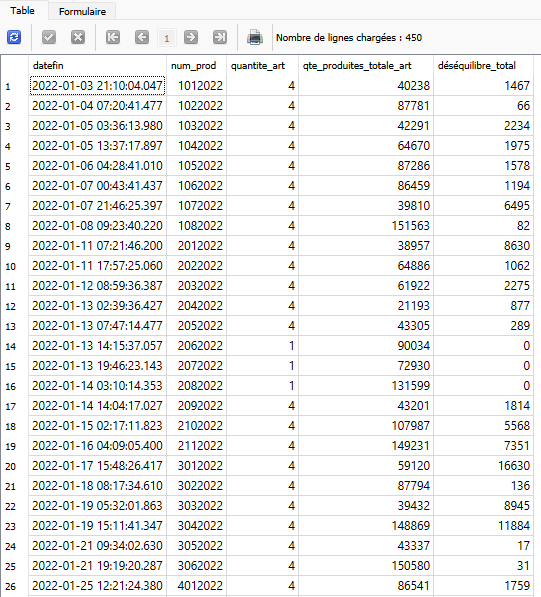 Table Formulaire
1 Nombre de lignes chargées : 450
datefin num_prod quantite_art qte_produites_totale_art déséquilibre_total
1 2022-01-03 21:10:04.047 1012022 4 40238 1467
2 2022-01-04 07:20:41.477 1022022 4 87781 66
3 2022-01-05 03:36:13.980 1032022 4 42291 2234
4 2022-01-05 13:37:17.897 1042022 4 64670 1975
5 2022-01-06 04:28:41.010 1052022 4 87286 1578
6 2022-01-07 00:43:41.437 1062022 4 86459 1194
7 2022-01-07 21:46:25.397 1072022 4 39810 6495
8 2022-01-08 09:23:40.220 1082022 4 151563 82
9 2022-01-11 07:21:46.200 2012022 4 38957 8630
10 2022-01-11 17:57:25.060 2022022 4 64886 1062
11 2022-01-12 08:59:36.387 2032022 4 61922 2275
12 2022-01-13 02:39:36.427 2042022 4 21193 877
13 2022-01-13 07:47:14.477 2052022 4 43305 289
14 2022-01-13 14:15:37.057 2062022 1 90034 0
15 2022-01-13 19:46:23.143 2072022 1 72930 0
16 2022-01-14 03:10:14.353 2082022 1 131599 0
17 2022-01-14 14:04:17.027 2092022 4 43201 1814
18 2022-01-15 02:17:11.823 2102022 4 107987 5568
19 2022-01-16 04:09:05.400 2112022 4 149231 7351
20 2022-01-17 15:48:26.417 3012022 4 59120 16630
21 2022-01-18 08:17:34.610 3022022 4 87794 136
22 2022-01-19 05:32:01.863 3032022 4 39432 8945
23 2022-01-19 15:11:41.347 3042022 4 148869 11884
24 2022-01-21 09:34:02.630 3052022 4 43337 17
25 2022-01-21 19:19:20.287 3062022 4 150580 31
26 2022-01-25 12:21:24.380 4012022 4 86541 1759